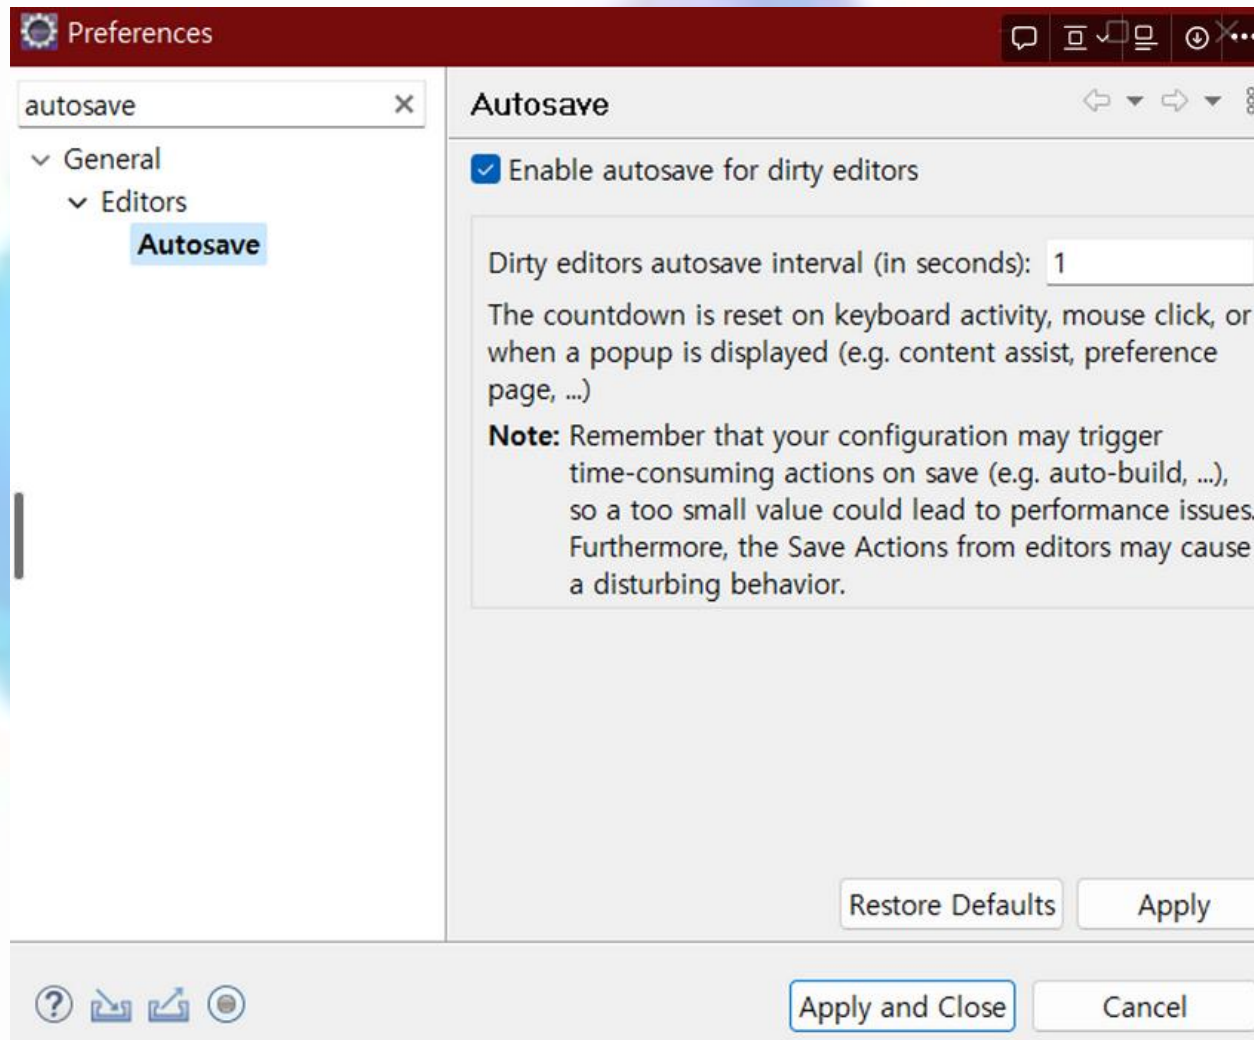 Preferences
autosave
General
Editors
Autosave
Autosave
Enable autosave for dirty editors
Dirty editors autosave interval (in seconds): 1
The countdown is reset on keyboard activity, mouse click, or
when a popup is displayed (e.g. content assist, preference
page, ...)
Note: Remember that your configuration may trigger
time-consuming actions on save (e.g. auto-build, ...),
so a too small value could lead to performance issues.
Furthermore, the Save Actions from editors may cause
a disturbing behavior.
Restore Defaults
Apply
Apply and Close
Cancel